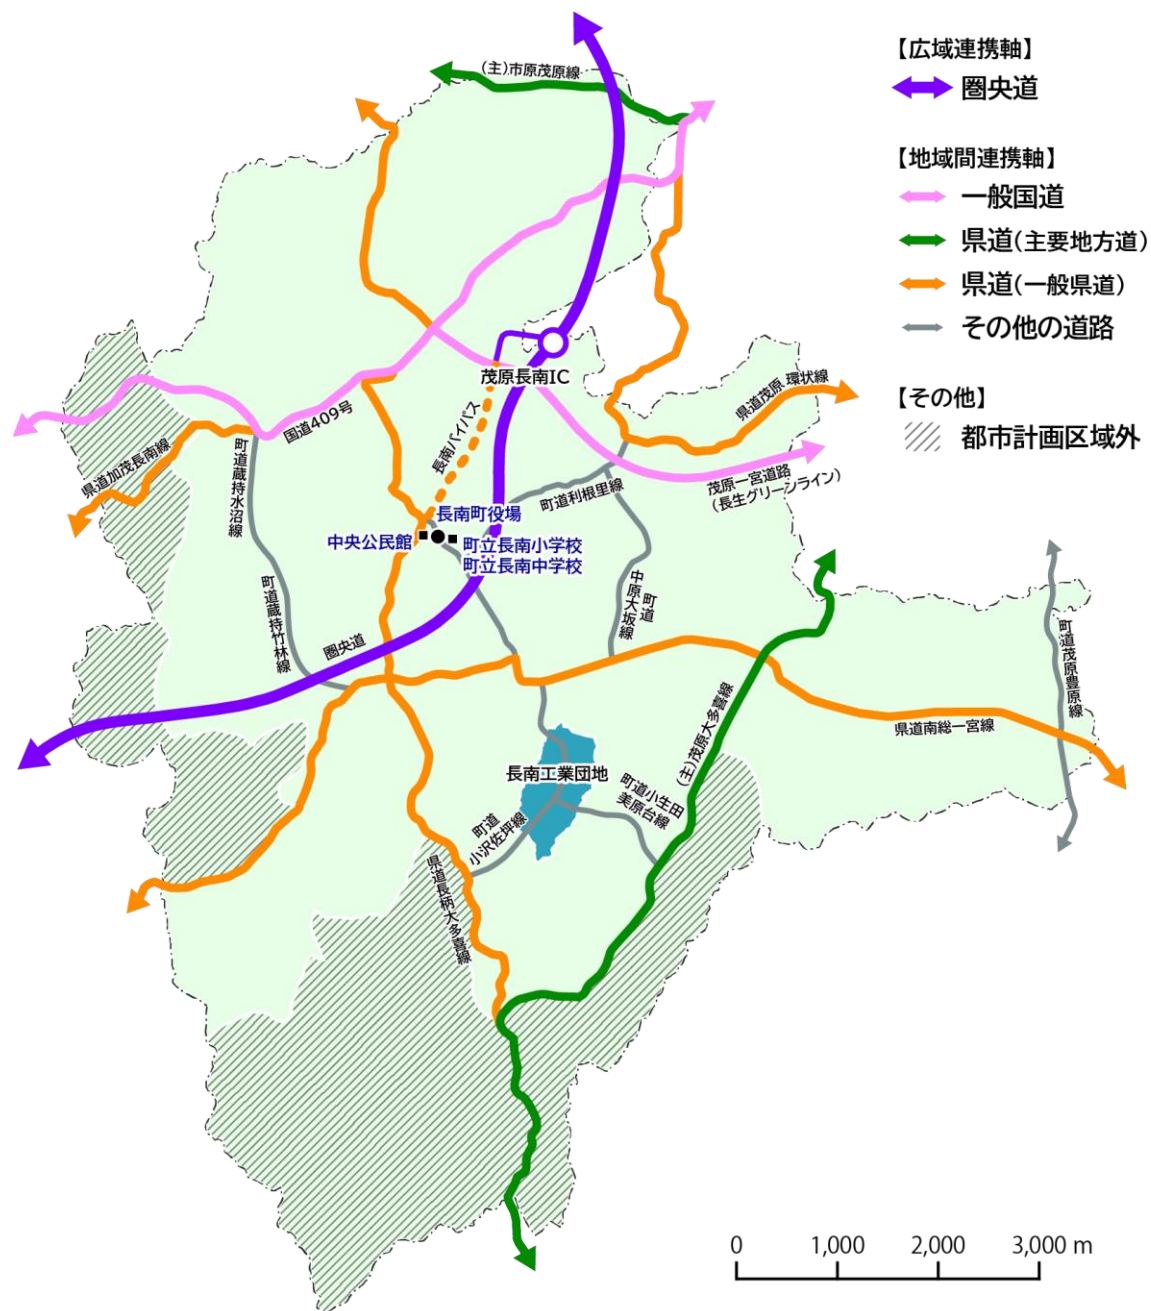 (主)市原茂原線
【広域連携軸】
圏央道
【地域間連携軸】
一般国道
県道(主要地方道)
県道(一般県道)
その他の道路
【その他】
都市計画区域外
茂原長南IC
県道茂原 環状線
国道409号
長南バイパス
県道加茂長南線
町道蔵持水沼線
茂原一宮道路
(長生グリーンライン)
町道利根里線
長南町役場
中央公民館
町立長南小学校
町立長南中学校
町道蔵持竹林線
町道
中原大坂線
圏央道
町道茂原豊原線
(主)茂原大多喜線
県道南総一宮線
長南工業団地
町道小生田
美原台線
町道
小沢佐坪線
県道長柄大多喜線
0 1,000 2,000 3,000 m